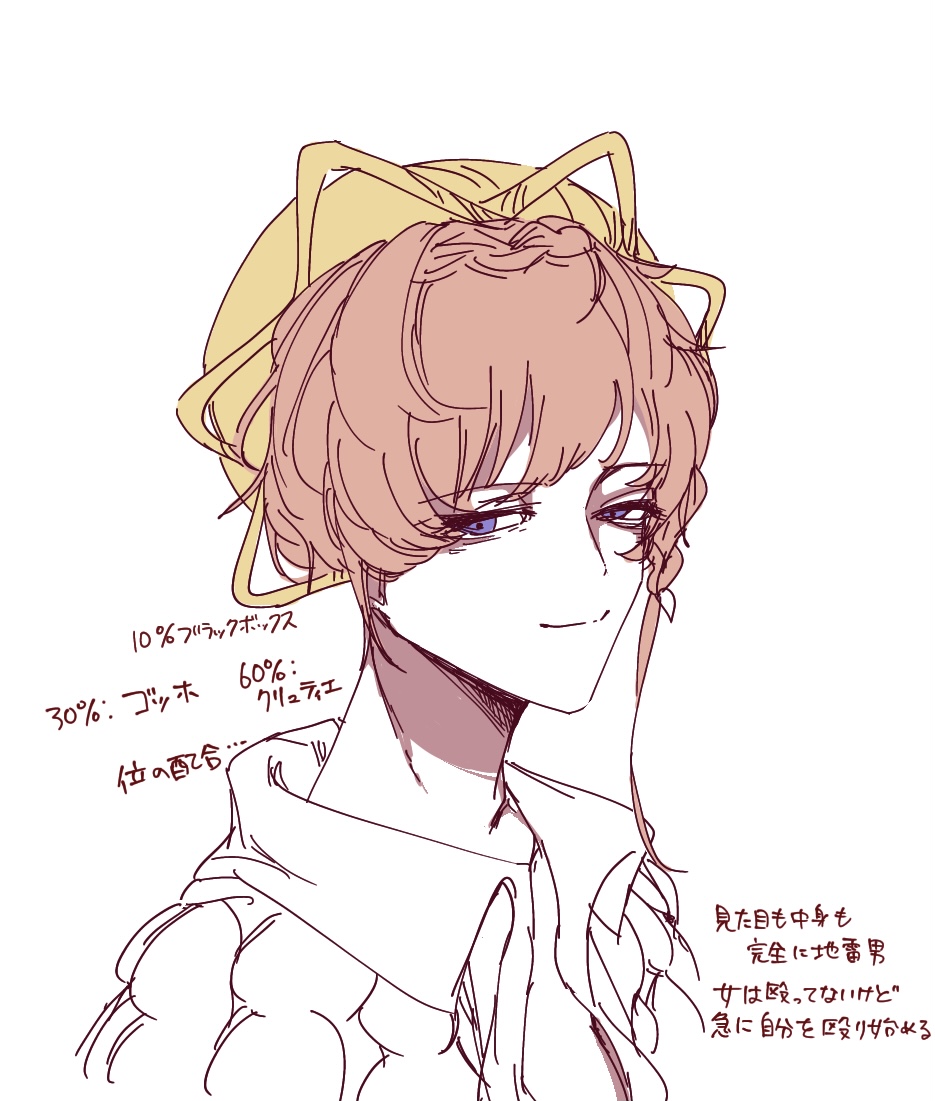 10%ブラックボックス
60%:
クリュティエ
30%:ゴッホ
位の配合…
見た目も中身も
完全に地雷男
女は殴ってないけど
急に自分を殴り始める